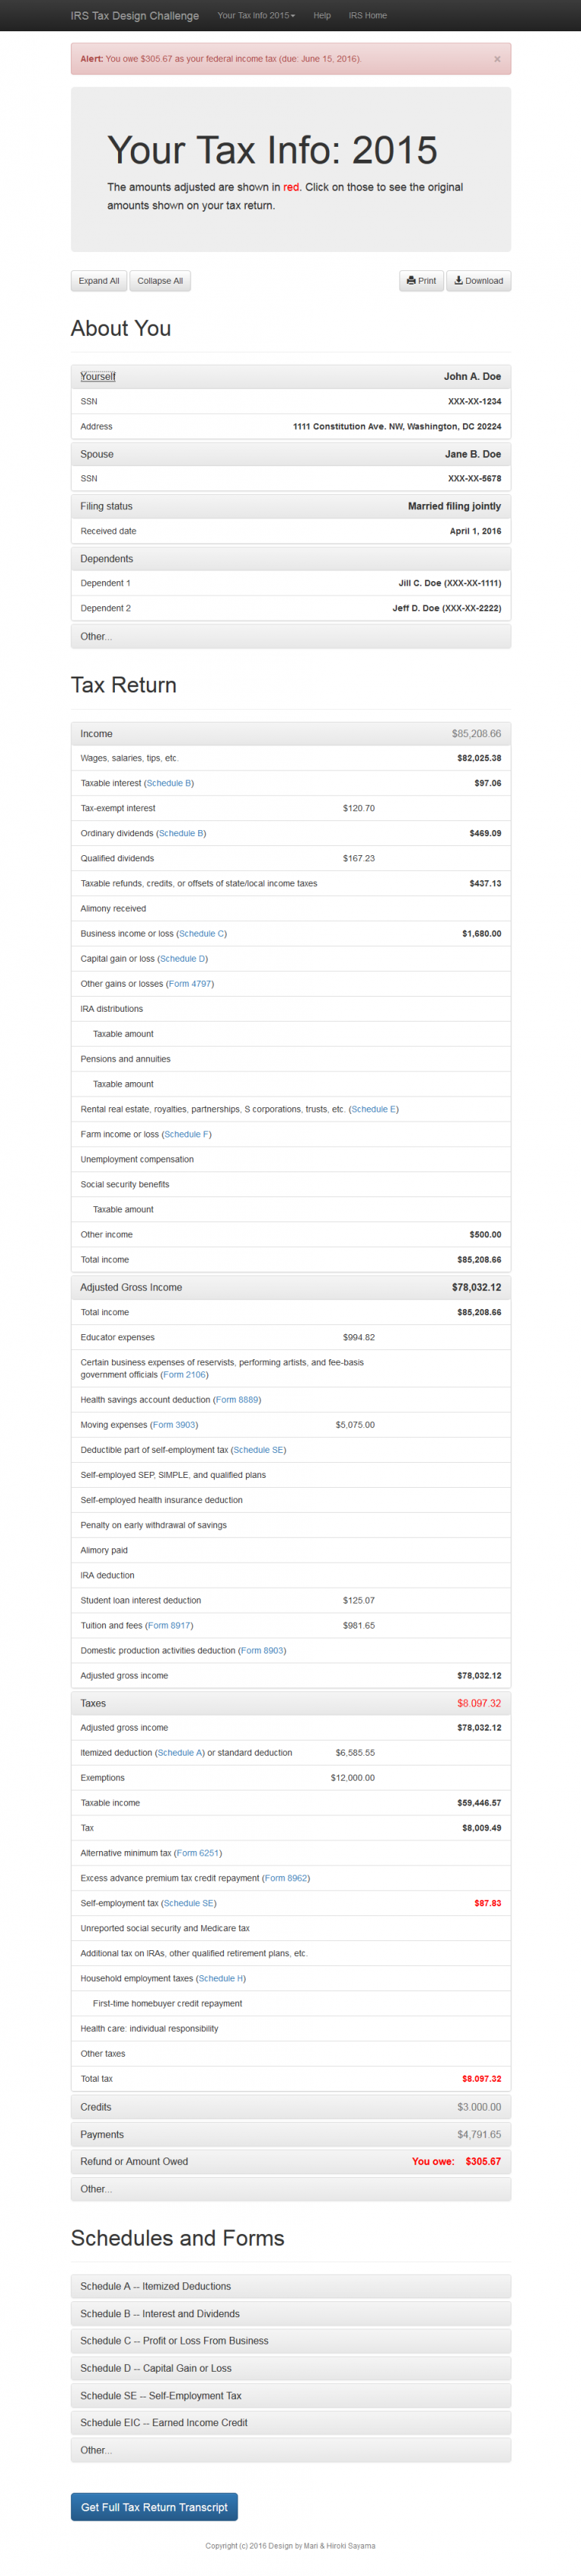 IRS Tax Design Challenge Your Tax Info 2015 Help IRS Home
Alert: You owe $305.67 as your federal income tax (due: June 15, 2016). ×
Your Tax Info: 2015
The amounts adjusted are shown in red. Click on those to see the original
amounts shown on your tax return.
Expand All Collapse All Print Download
About You
Yourself John A. Doe
SSN XXX-XX-1234
Address 1111 Constitution Ave. NW, Washington, DC 20224
Spouse Jane B. Doe
SSN XXX-XX-5678
Filing status Married filing jointly
Received date April 1, 2016
Dependents
Dependent 1 Jill C. Doe (XXX-XX-1111)
Dependent 2 Jeff D. Doe (XXX-XX-2222)
Other...
Tax Return
Income $85,208.66
Wages, salaries, tips, etc. $82,025.38
Taxable interest (Schedule B) $97.06
Tax-exempt interest $120.70
Ordinary dividends (Schedule B) $469.09
Qualified dividends $167.23
Taxable refunds, credits, or offsets of state/local income taxes $437.13
Alimony received
Business income or loss (Schedule C) $1,680.00
Capital gain or loss (Schedule D)
Other gains or losses (Form 4797)
IRA distributions
Taxable amount
Pensions and annuities
Taxable amount
Rental real estate, royalties, partnerships, S corporations, trusts, etc. (Schedule E)
Farm income or loss (Schedule F)
Unemployment compensation
Social security benefits
Taxable amount
Other income $500.00
Total income $85,208.66
Adjusted Gross Income $78,032.12
Total income $85,208.66
Educator expenses $994.82
Certain business expenses of reservists, performing artists, and fee-basis
government officials (Form 2106)
Health savings account deduction (Form 8889)
Moving expenses (Form 3903) $5,075.00
Deductible part of self-employment tax (Schedule SE)
Self-employed SEP, SIMPLE, and qualified plans
Self-employed health insurance deduction
Penalty on early withdrawal of savings
Alimory paid
IRA deduction
Student loan interest deduction $125.07
Tuition and fees (Form 8917) $981.65
Domestic production activities deduction (Form 8903)
Adjusted gross income $78,032.12
Taxes $8.097.32
Adjusted gross income $78,032.12
Itemized deduction (Schedule A) or standard deduction $6,585.55
Exemptions $12,000.00
Taxable income $59,446.57
Tax $8,009.49
Alternative minimum tax (Form 6251)
Excess advance premium tax credit repayment (Form 8962)
Self-employment tax (Schedule SE) $87.83
Unreported social security and Medicare tax
Additional tax on IRAs, other qualified retirement plans, etc.
Household employment taxes (Schedule H)
First-time homebuyer credit repayment
Health care: individual responsibility
Other taxes
Total tax $8.097.32
Credits $3.000.00
Payments $4,791.65
Refund or Amount Owed You owe: $305.67
Other...
Schedules and Forms
Schedule A -- Itemized Deductions
Schedule B -- Interest and Dividends
Schedule C -- Profit or Loss From Business
Schedule D -- Capital Gain or Loss
Schedule SE -- Self-Employment Tax
Schedule EIC -- Earned Income Credit
Other...
Get Full Tax Return Transcript
Copyright (c) 2016 Design by Mari & Hiroki Sayama